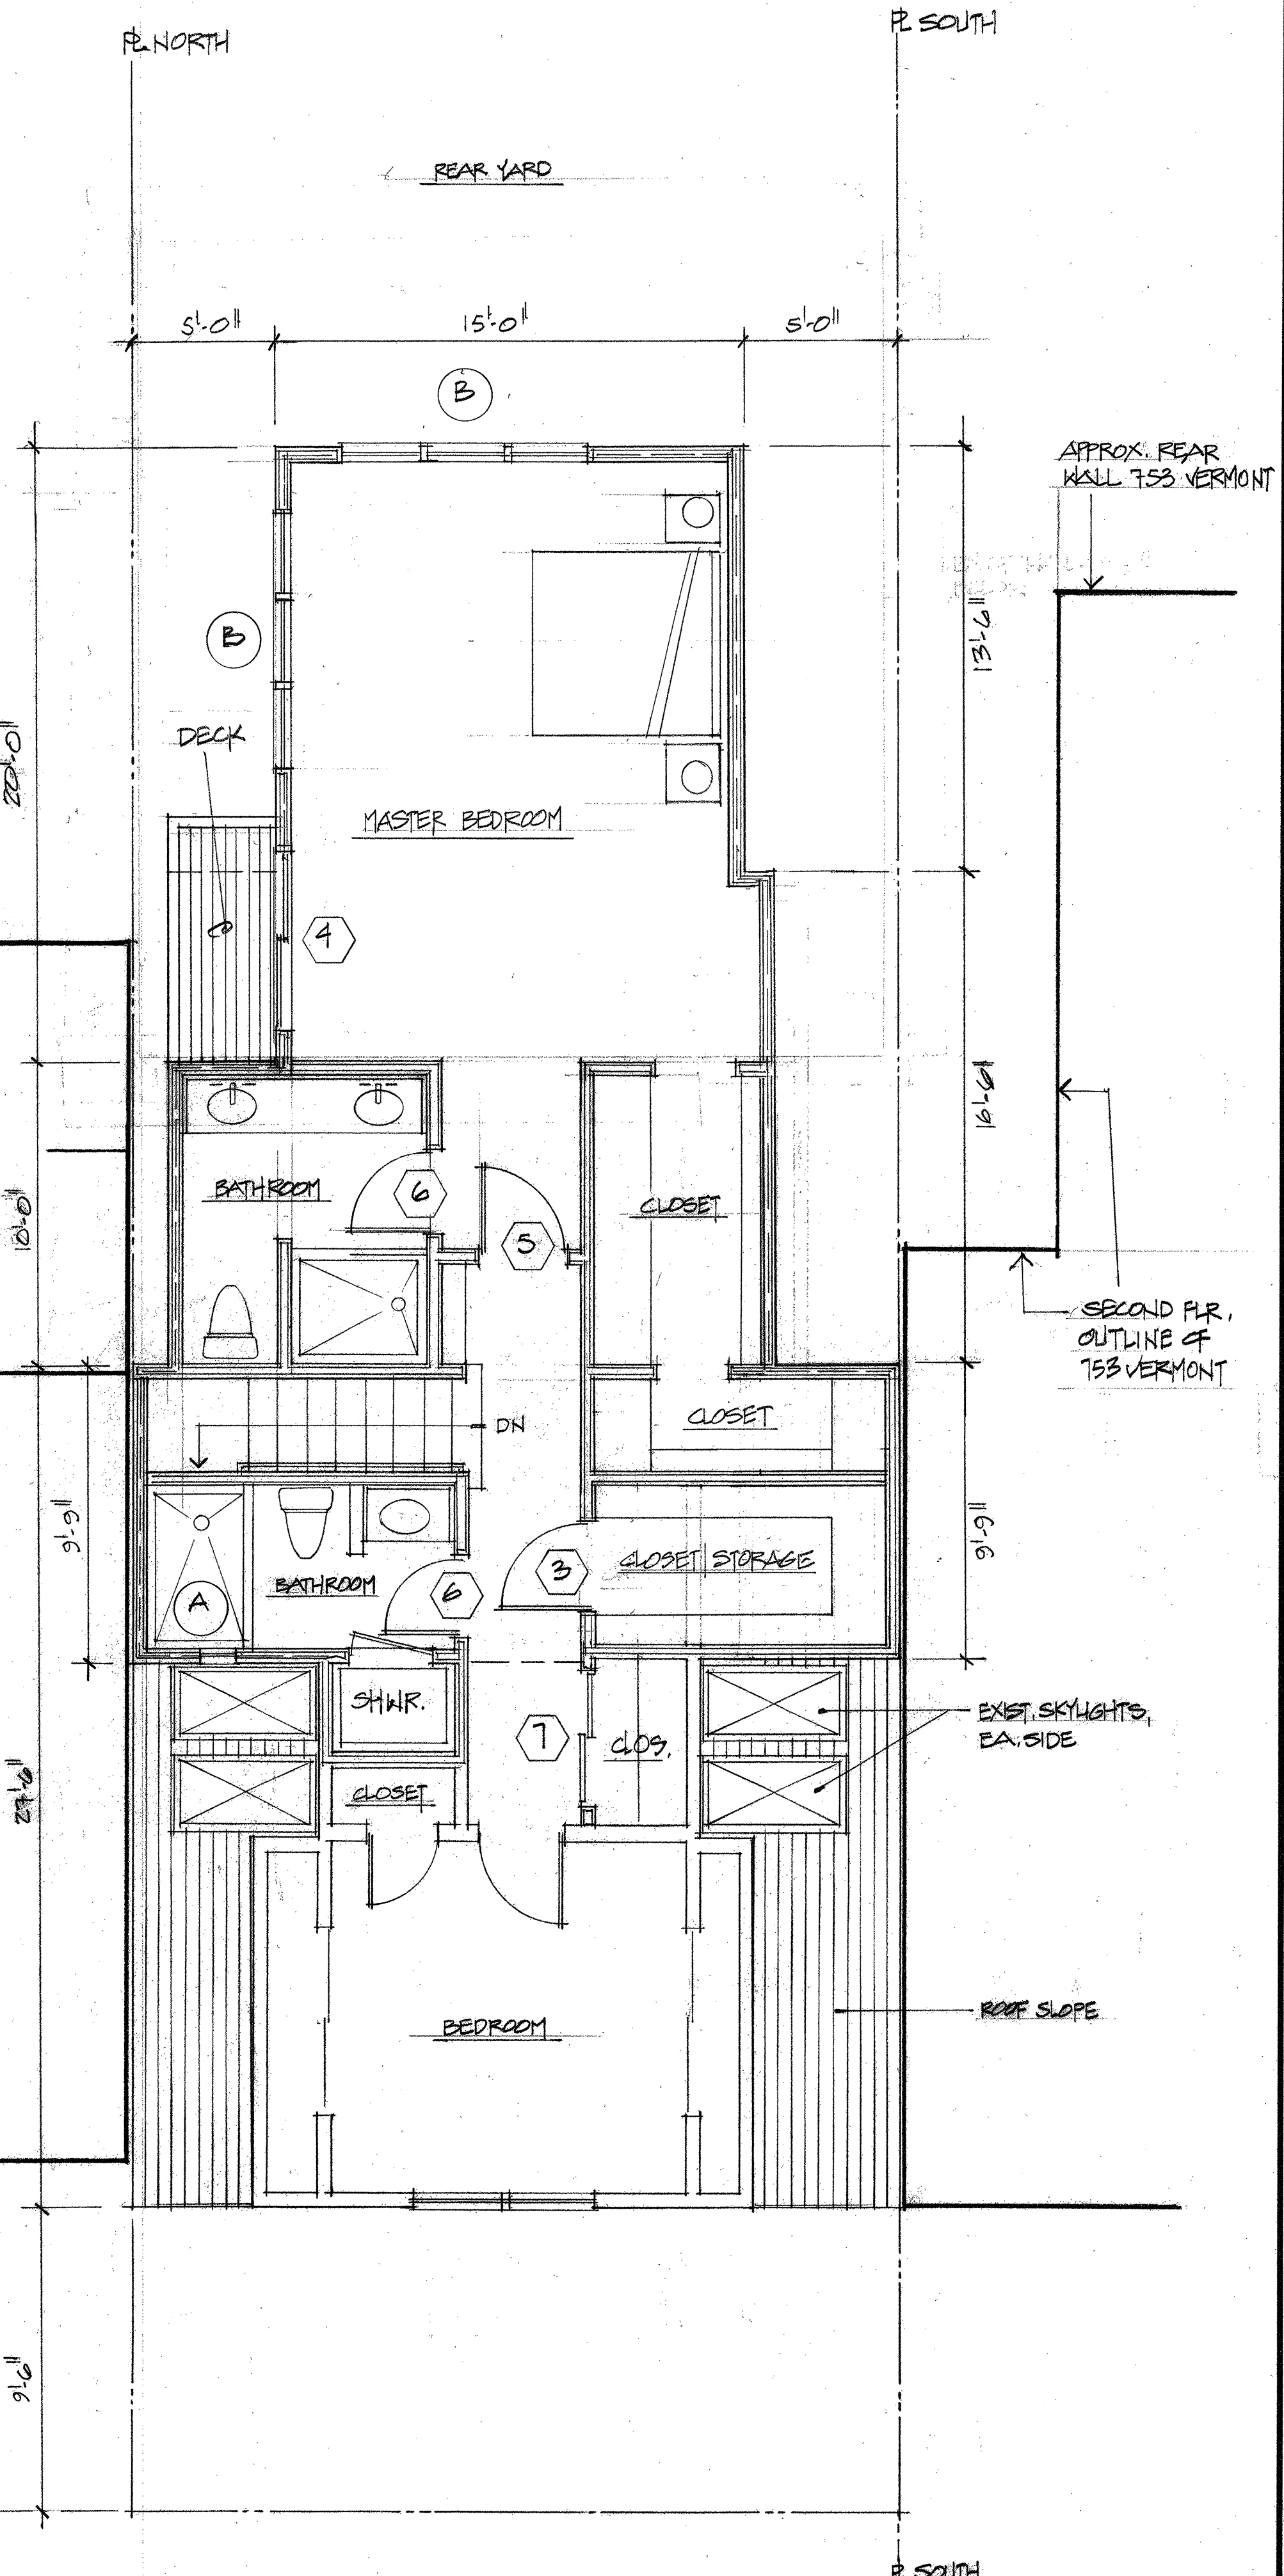 PL NORTH
PL SOUTH
REAR YARD
5'-0"
15'-0"
5'-0"
B
APPROX. REAR
WALL 753 VERMONT
B
13'-6"
20'-0"
DECK
MASTER BEDROOM
4
16'-6"
BATHROOM
6
CLOSET
5
10'-0"
SECOND FLR.
OUTLINE OF
753 VERMONT
CLOSET
DN
9'-9"
9'-9"
CLOSET STORAGE
3
BATHROOM
6
A
SHWR.
7
CLOS.
EXIST. SKYLIGHTS,
EA. SIDE
CLOSET
27'-6"
ROOF SLOPE
BEDROOM
9'-6"
PL SOUTH